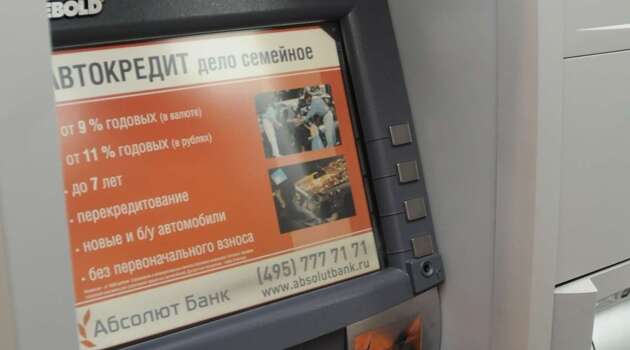 EBOLD
АВТОКРЕДИТ дело семейное
от 9 % годовых (в валюте)
от 11 % годовых (в рублях)
- до 7 лет
- перекредитование
- новые и б/у автомобили
- без первоначального взноса
(495) 777 71 71
www.absolutbank.ru
Абсолют Банк